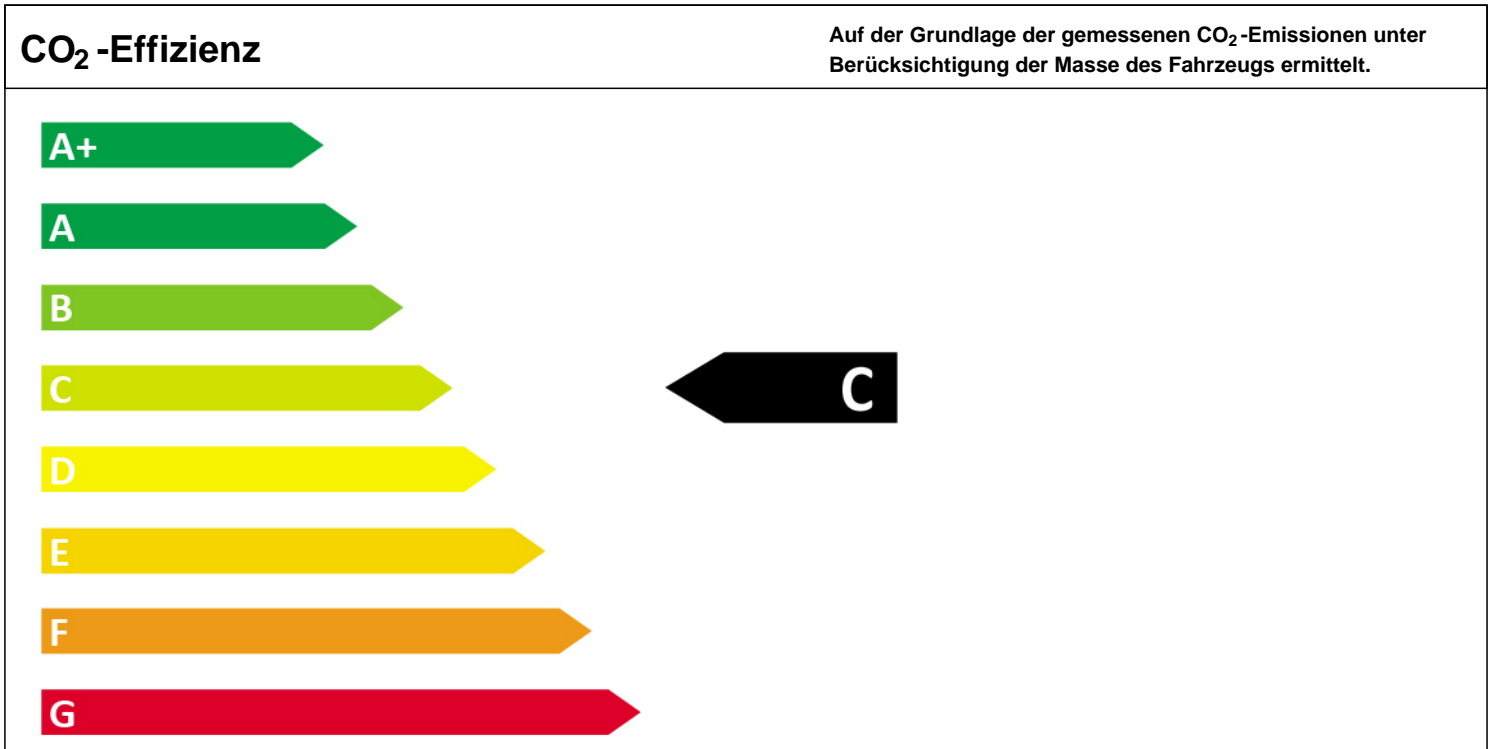 CO₂-Effizienz
Auf der Grundlage der gemessenen CO₂-Emissionen unter
Berücksichtigung der Masse des Fahrzeugs ermittelt.
A+
A
B
C
C
D
E
F
G